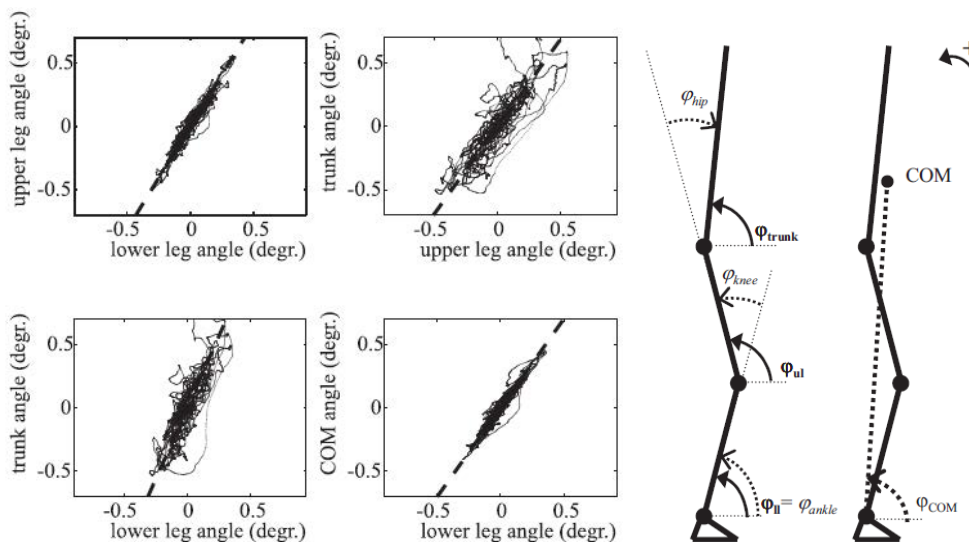 upper leg angle (degr.)
0.5
0
-0.5
-0.5
0
0.5
lower leg angle (degr.)
trunk angle (degr.)
0.5
0
-0.5
-0.5
0
0.5
upper leg angle (degr.)
trunk angle (degr.)
0.5
0
-0.5
-0.5
0
0.5
lower leg angle (degr.)
COM angle (degr.)
0.5
0
-0.5
-0.5
0
0.5
lower leg angle (degr.)
φhip
φtrunk
φknee
φul
φll = φankle
+
COM
φCOM